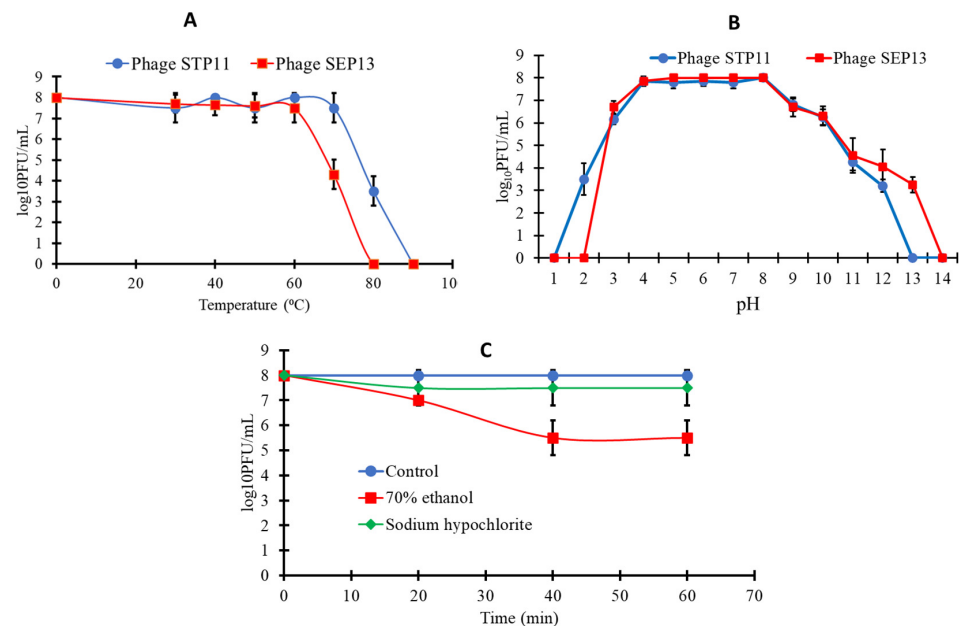 A
Phage STP11 Phage SEP13
log10PFU/mL
9
8
7
6
5
4
3
2
1
0
0 20 40 60 80 10
Temperature (⁰C)
B
Phage STP11 Phage SEP13
log₁₀PFU/mL
9
8
7
6
5
4
3
2
1
0
1 2 3 4 5 6 7 8 9 10 11 12 13 14
pH
C
log10PFU/mL
9
8
7
6
5
4
3
2
1
0
Control
70% ethanol
Sodium hypochlorite
0 10 20 30 40 50 60 70
Time (min)